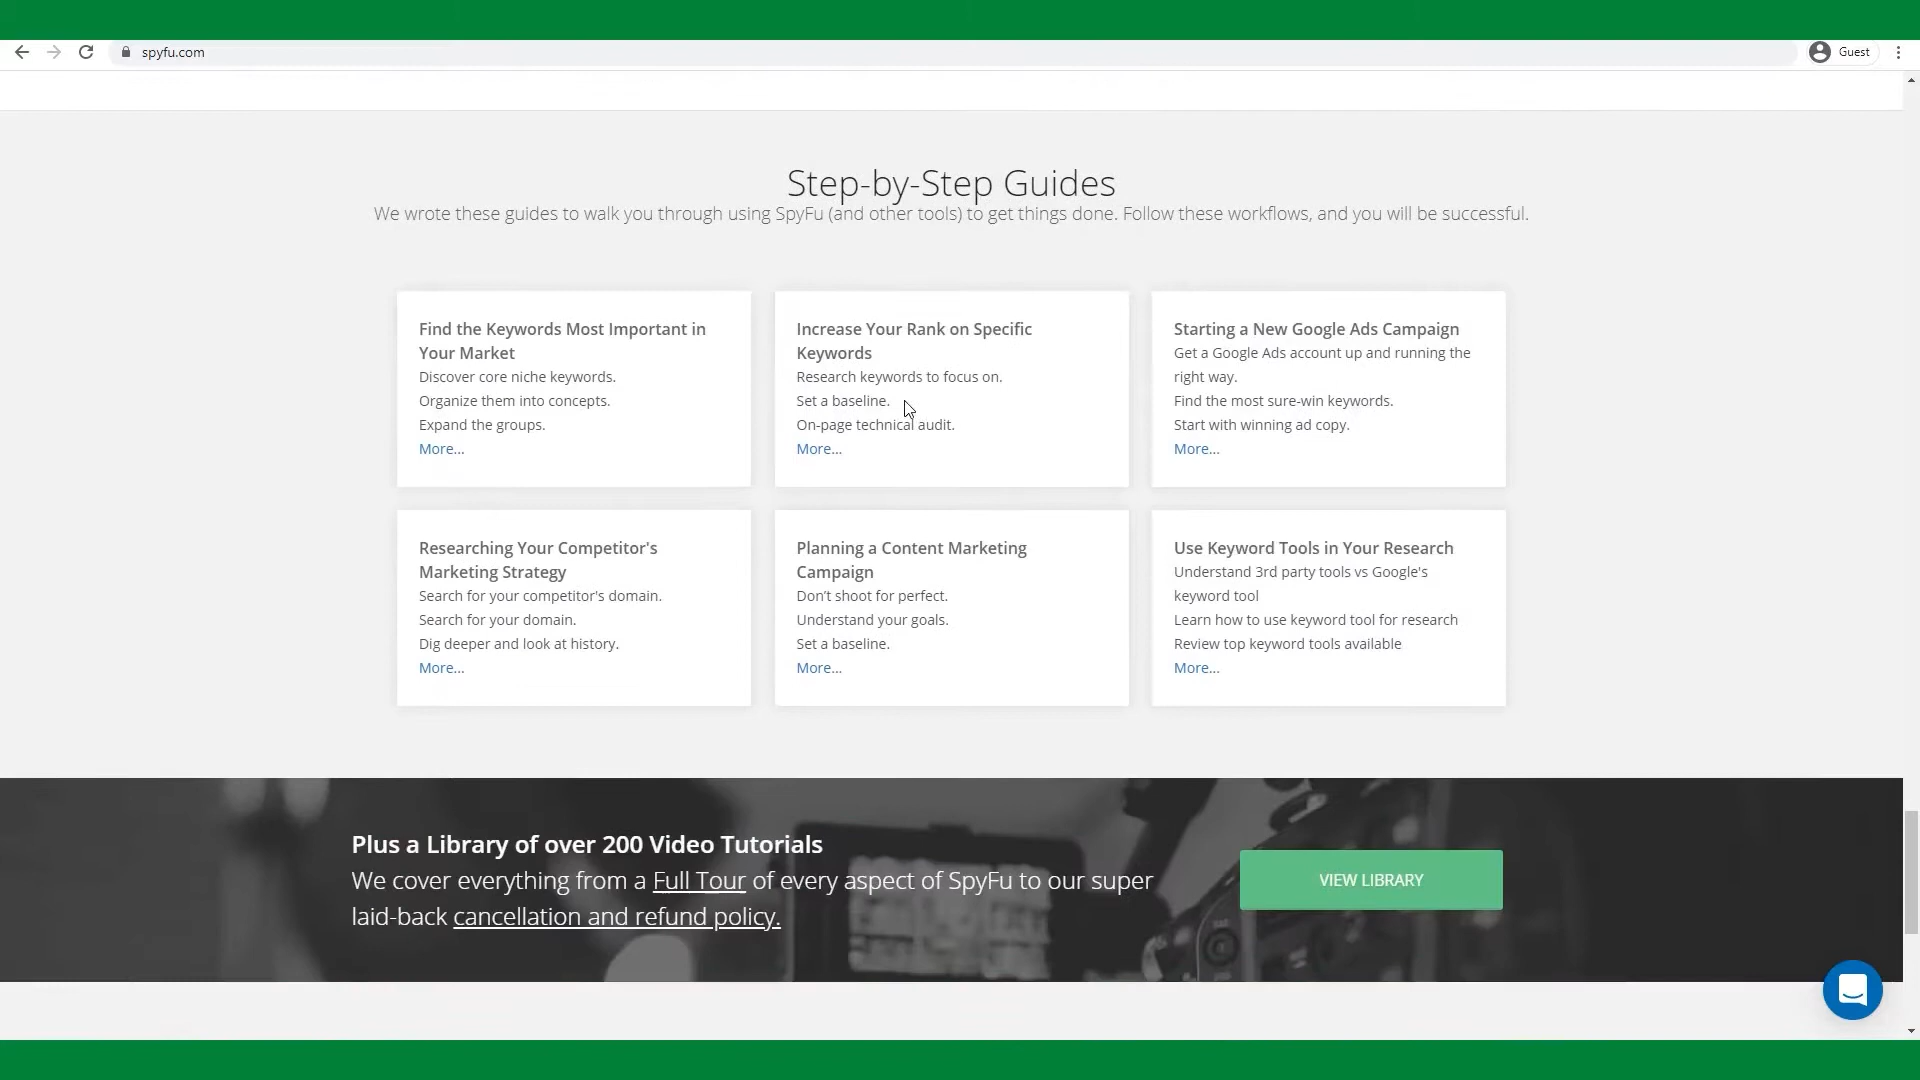 spyfu.com
Guest
Step-by-Step Guides
We wrote these guides to walk you through using SpyFu (and other tools) to get things done. Follow these workflows, and you will be successful.
Find the Keywords Most Important in
Your Market
Discover core niche keywords.
Organize them into concepts.
Expand the groups.
More...
Increase Your Rank on Specific
Keywords
Research keywords to focus on.
Set a baseline.
On-page technical audit.
More...
Starting a New Google Ads Campaign
Get a Google Ads account up and running the
right way.
Find the most sure-win keywords.
Start with winning ad copy.
More...
Researching Your Competitor's
Marketing Strategy
Search for your competitor's domain.
Search for your domain.
Dig deeper and look at history.
More...
Planning a Content Marketing
Campaign
Don't shoot for perfect.
Understand your goals.
Set a baseline.
More...
Use Keyword Tools in Your Research
Understand 3rd party tools vs Google's
keyword tool
Learn how to use keyword tool for research
Review top keyword tools available
More...
Plus a Library of over 200 Video Tutorials
We cover everything from a Full Tour of every aspect of SpyFu to our super
laid-back cancellation and refund policy.
VIEW LIBRARY